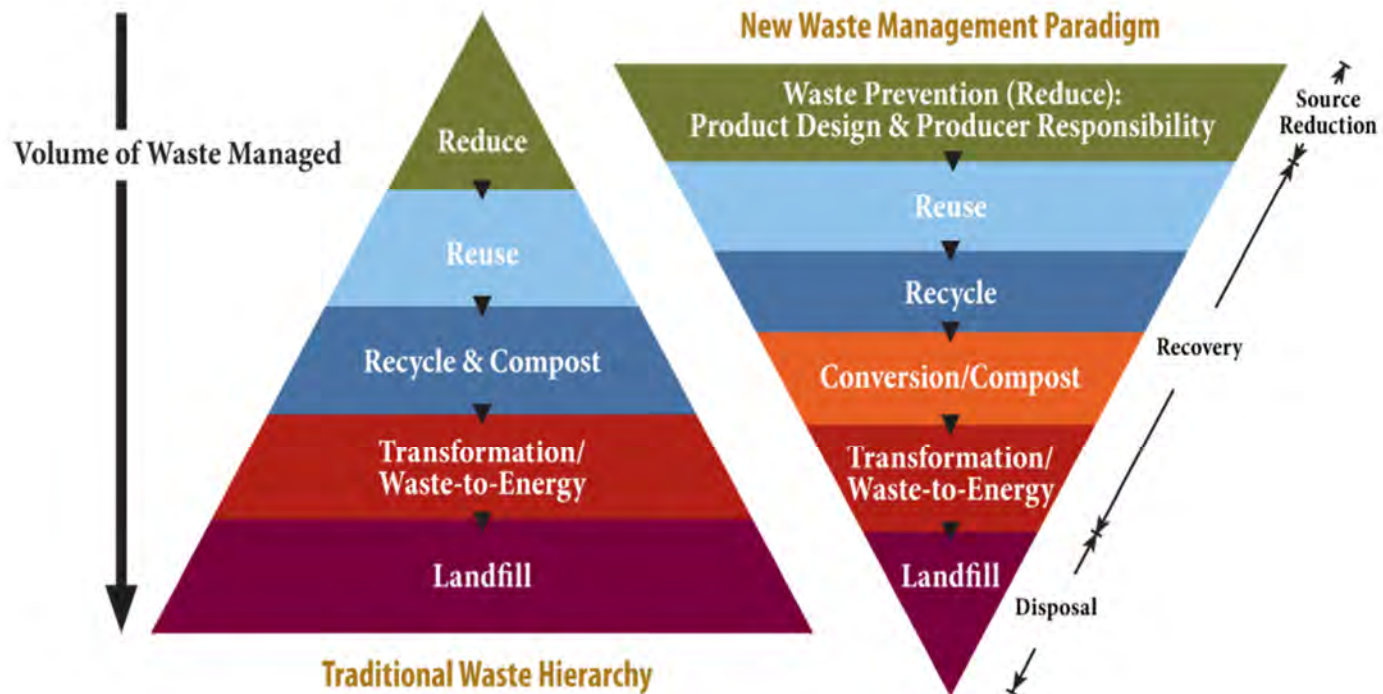 New Waste Management Paradigm
Volume of Waste Managed
Reduce
Reuse
Recycle & Compost
Transformation/
Waste-to-Energy
Landfill
Traditional Waste Hierarchy
Waste Prevention (Reduce):
Product Design & Producer Responsibility
Reuse
Recycle
Conversion/Compost
Transformation/
Waste-to-Energy
Landfill
Source
Reduction
Recovery
Disposal